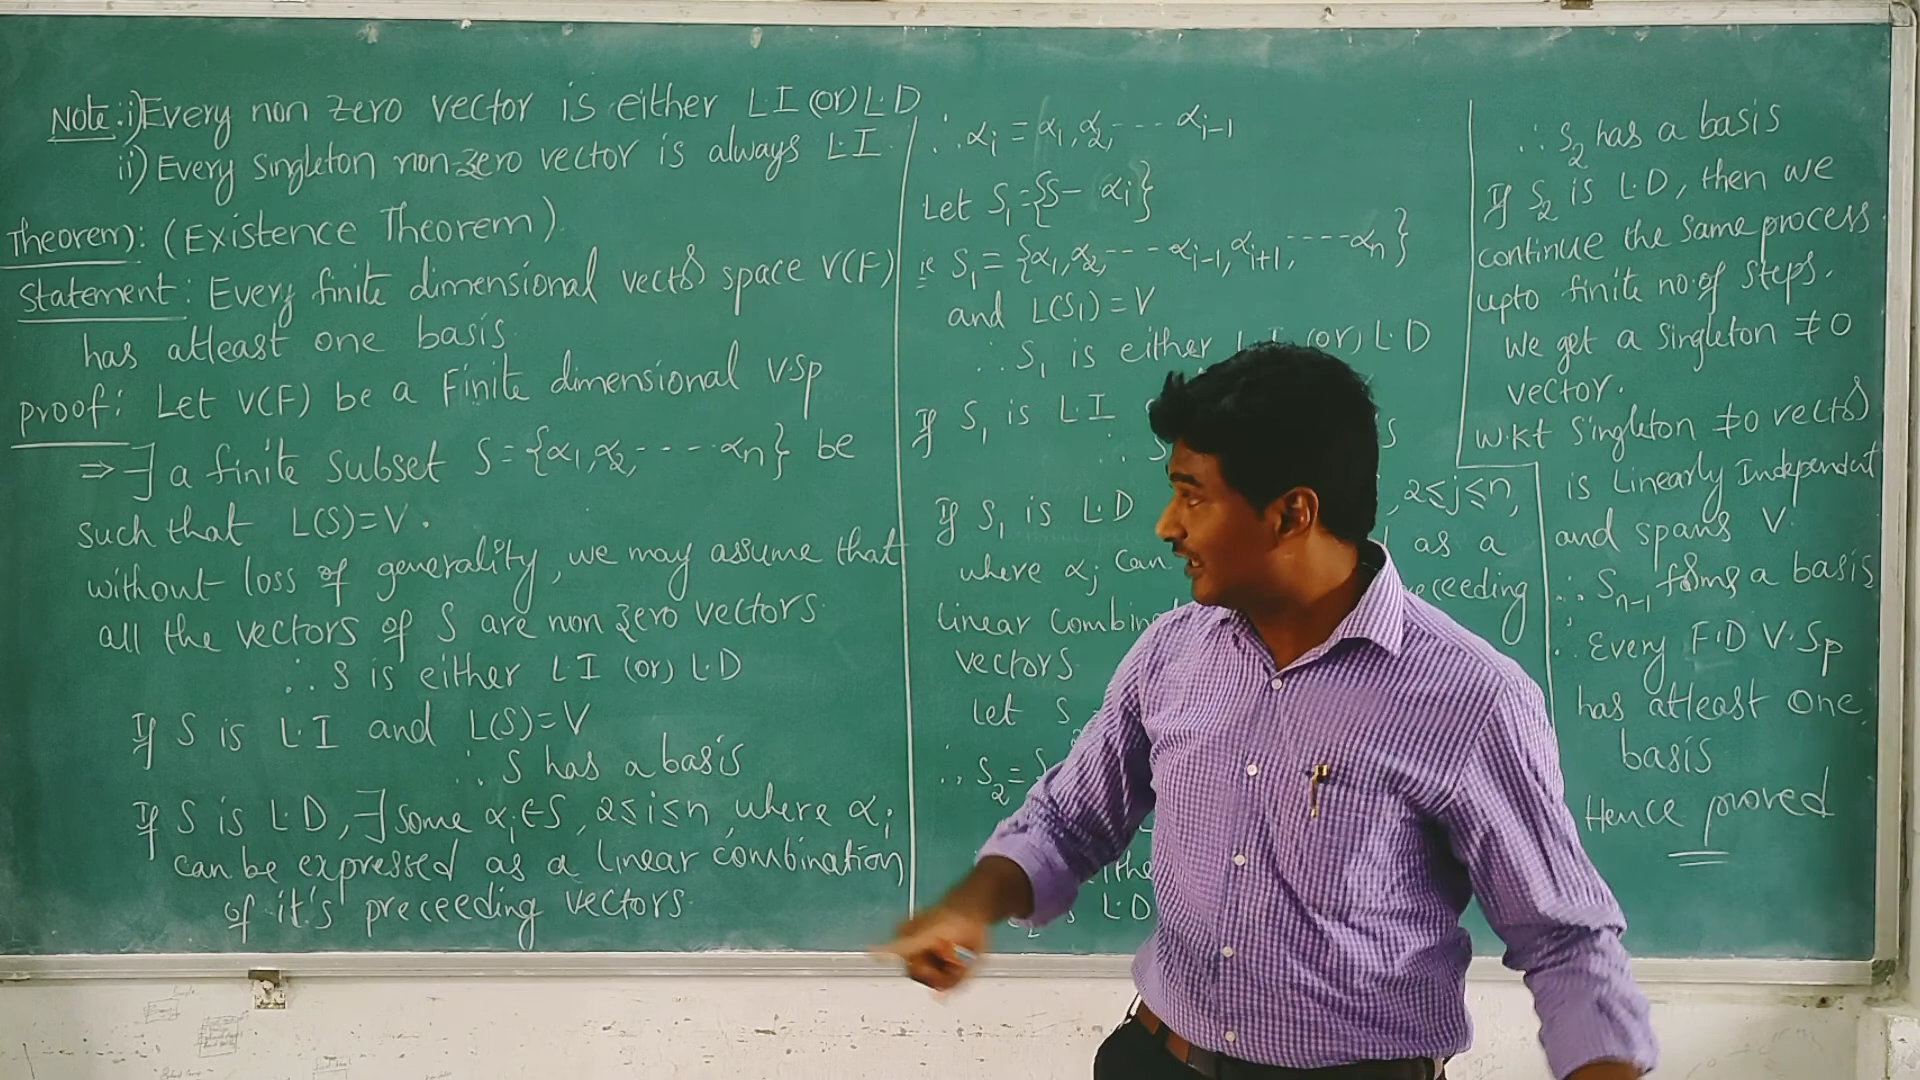 Note: i) Every non zero vector is either L.I (or) L.D
ii) Every singleton non-zero vector is always L.I.
Theorem: (Existence Theorem)
Statement: Every finite dimensional vector space V(F)
has atleast one basis
proof: Let V(F) be a Finite dimensional v.sp
⇒ ∃ a finite subset S={α1,α2,----αn} be
such that L(S)=V.
without loss of generality, we may assume that
all the vectors of S are non zero vectors.
∴ S is either L.I (or) L.D
If S is L.I and L(S)=V
∴ S has a basis
If S is L.D, ∃ some αi∈S, 2≤i≤n, where αi
can be expressed as a linear combination
of it's preceeding vectors.
∴ αi = α1,α2,---- αi-1
Let S1={S- αi}
ie S1={α1,α2,----αi-1,αi+1,----αn}
and L(S1)=V
∴ S1 is either L.I (or) L.D
If S1 is L.I
∴ S
If S1 is L.D , 2≤j≤n,
where αj can as a
linear preceeding
vectors.
Let S
∴ S2=
L.D
∴ S2 has a basis
If S2 is L.D, then we
continue the same process
upto finite no.of steps.
We get a singleton ≠0
vector.
W.K.T Singleton ≠0 vector
is Linearly Independent
and spans V.
∴ Sn-1 forms a basis
∴ Every F.D V.Sp
has atleast one
basis
Hence proved